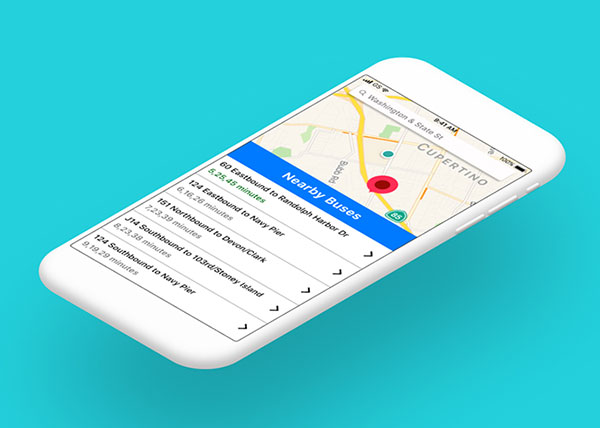 GS
9:41 AM
100%
Washington & State St
CUPERTINO
Bubb Rd
85
Nearby Buses
60 Eastbound to Randolph Harbor Dr
5,25,45 minutes
124 Eastbound to Navy Pier
6,16,26 minutes
151 Northbound to Devon/Clark
7,23,39 minutes
J14 Southbound to 103rd/Stoney Island
8,23,38 minutes
124 Southbound to Navy Pier
9,19,29 minutes